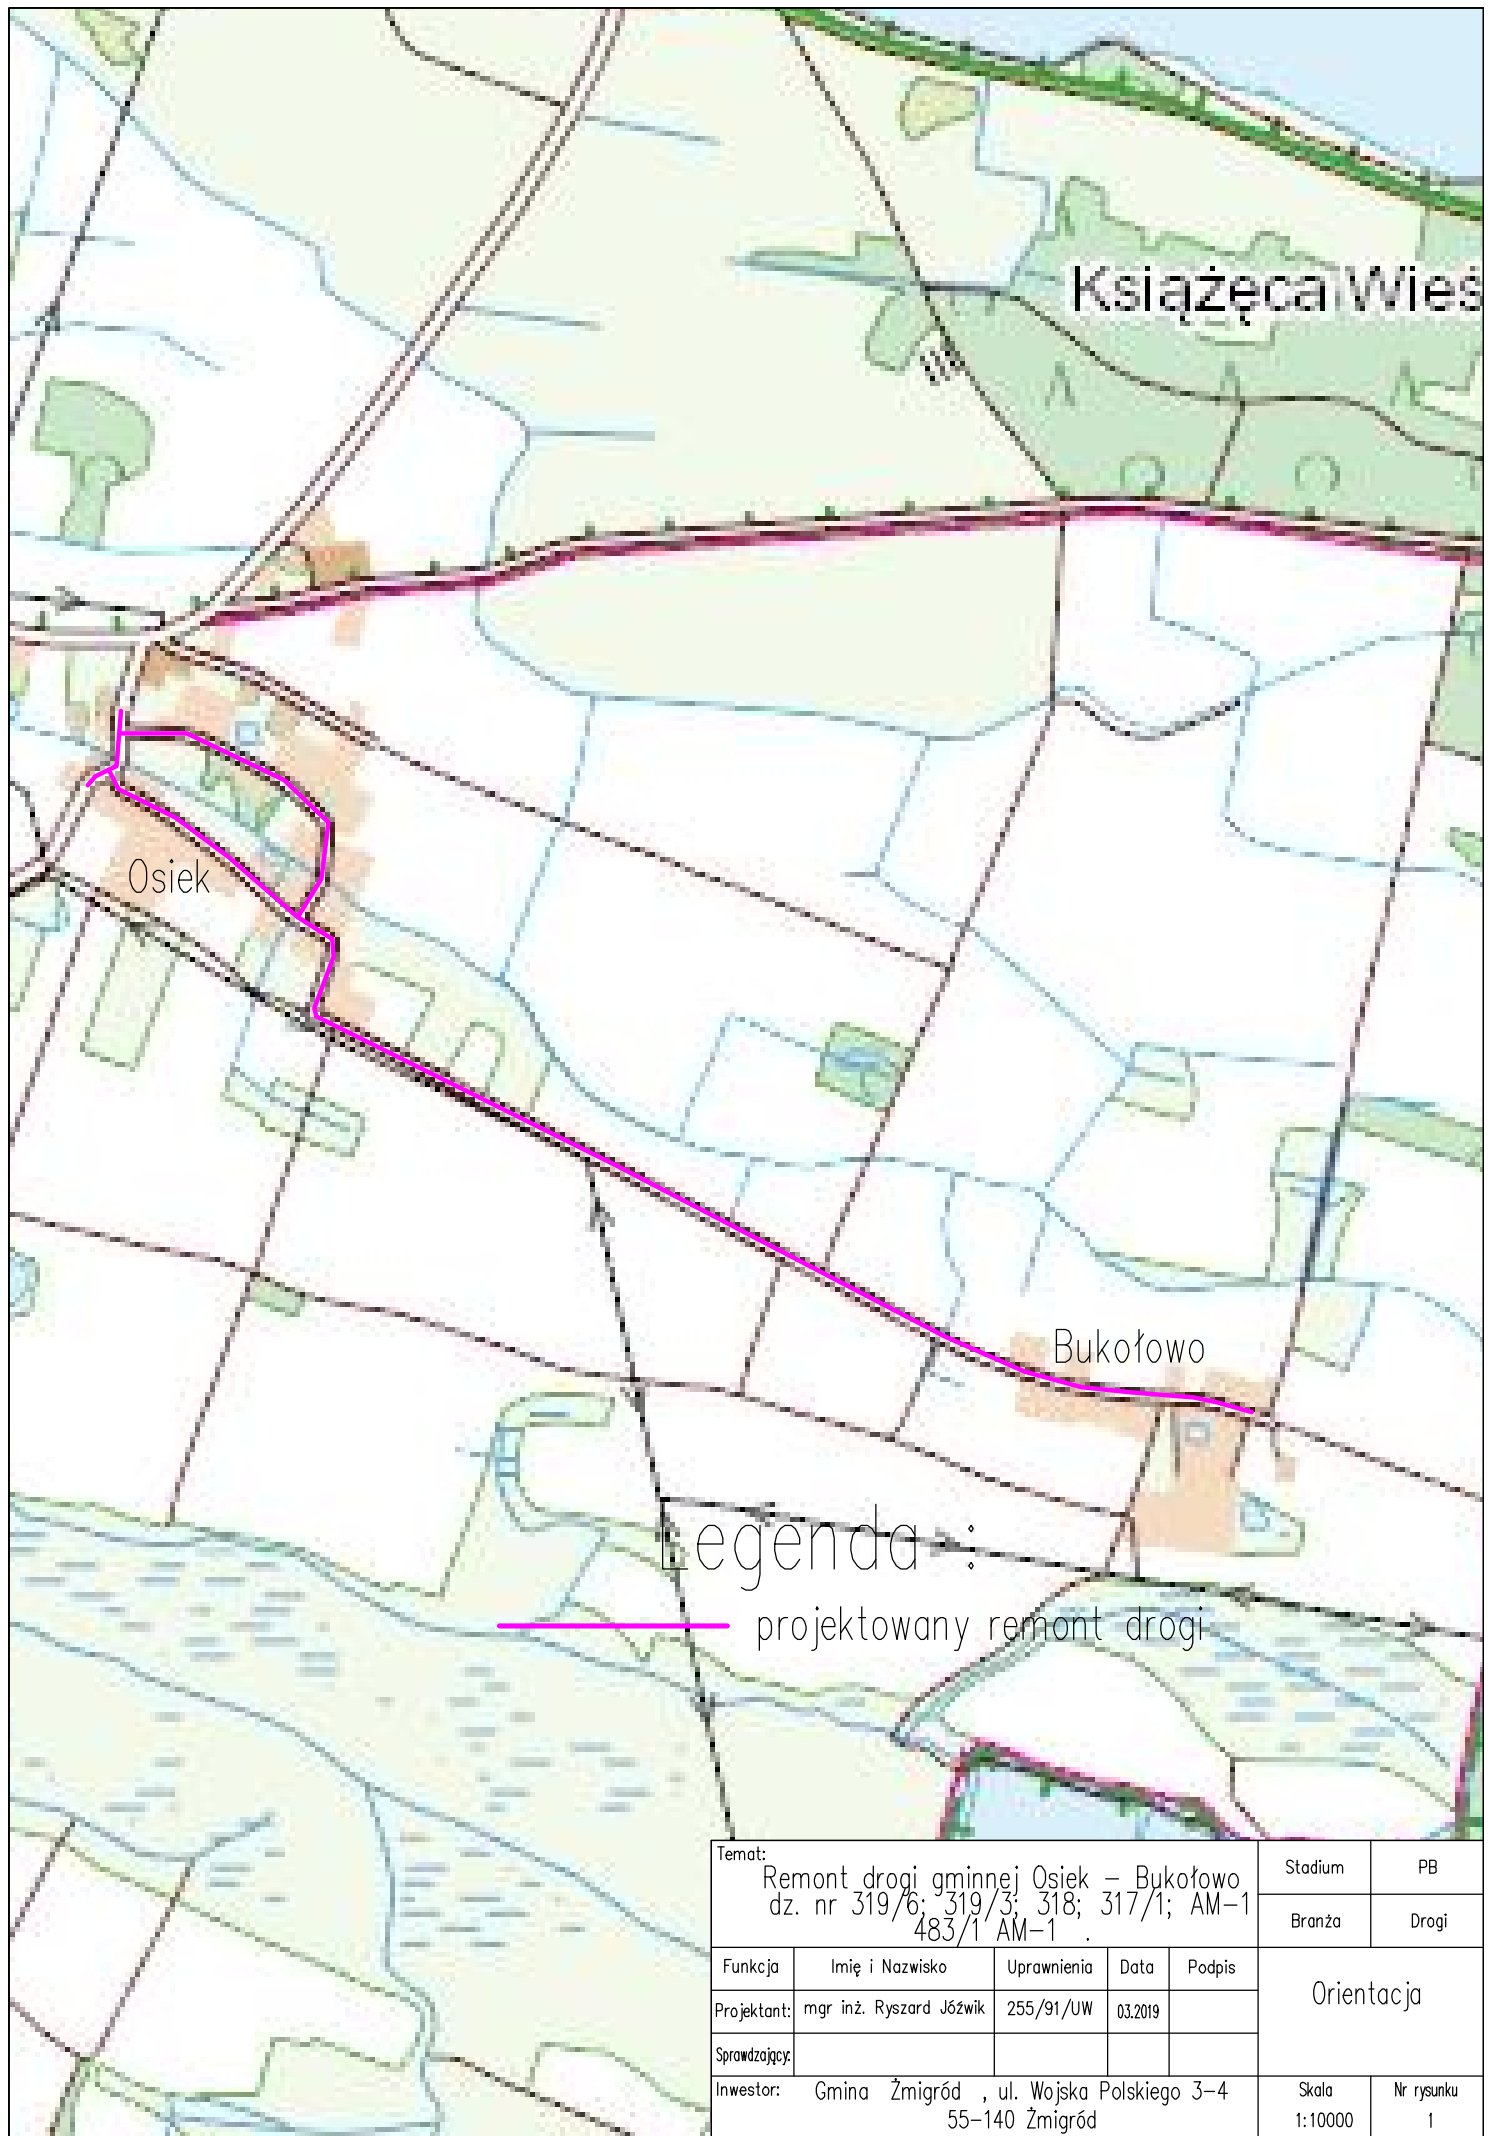 Książęca Wieś
Osiek
Bukołowo
Legenda :
projektowany remont drogi
Temat:
Remont drogi gminnej Osiek – Bukołowo
dz. nr 319/6; 319/3; 318; 317/1; AM-1
483/1 AM-1 .
Stadium PB
Branża Drogi
Funkcja Imię i Nazwisko Uprawnienia Data Podpis
Orientacja
Projektant: mgr inż. Ryszard Jóźwik 255/91/UW 03.2019
Sprawdzający:
Inwestor: Gmina Żmigród , ul. Wojska Polskiego 3-4
55-140 Żmigród
Skala Nr rysunku
1:10000 1